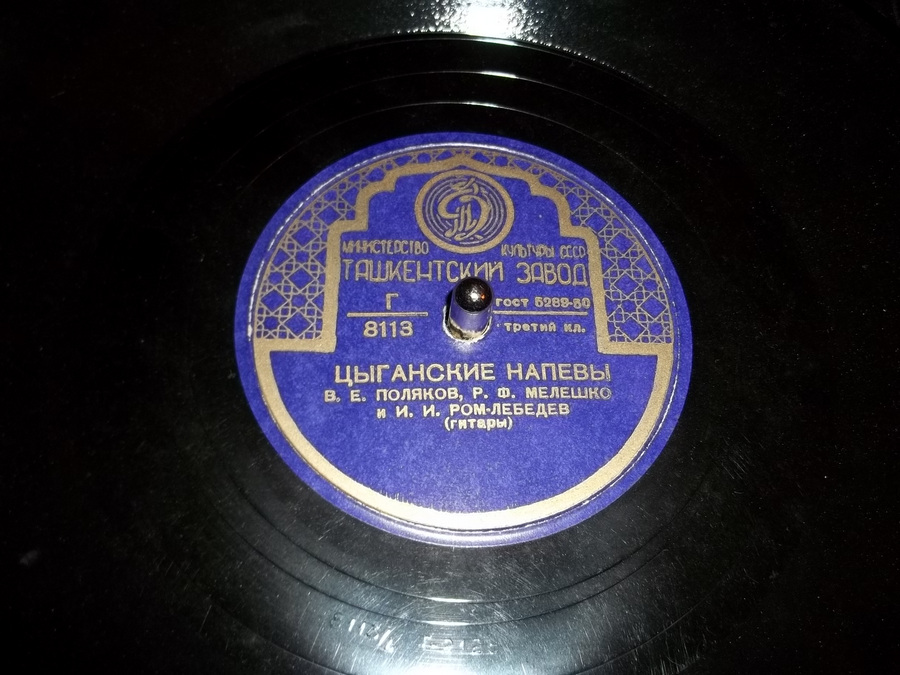 МИНИСТЕРСТВО КУЛЬТУРЫ СССР
ТАШКЕНТСКИЙ ЗАВОД
Г ГОСТ 5289-50
8113 третий кл.
ЦЫГАНСКИЕ НАПЕВЫ
В. Е. ПОЛЯКОВ, Р. Ф. МЕЛЕШКО
и И. И. РОМ-ЛЕБЕДЕВ
(гитары)